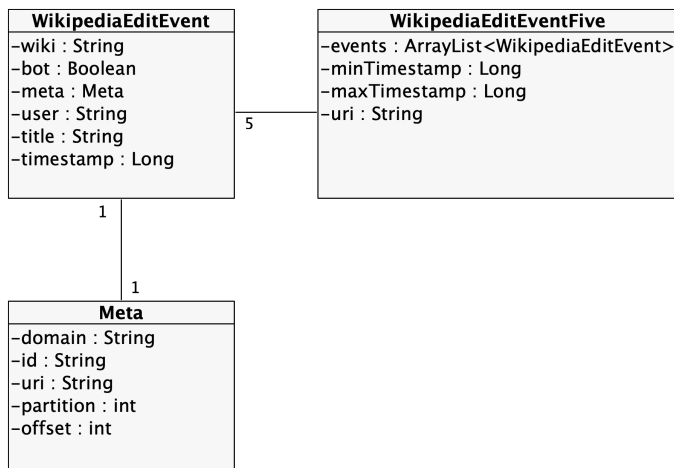 WikipediaEditEvent
-wiki : String
-bot : Boolean
-meta : Meta
-user : String
-title : String
-timestamp : Long
WikipediaEditEventFive
-events : ArrayList<WikipediaEditEvent>
-minTimestamp : Long
-maxTimestamp : Long
-uri : String
5
1
1
Meta
-domain : String
-id : String
-uri : String
-partition : int
-offset : int